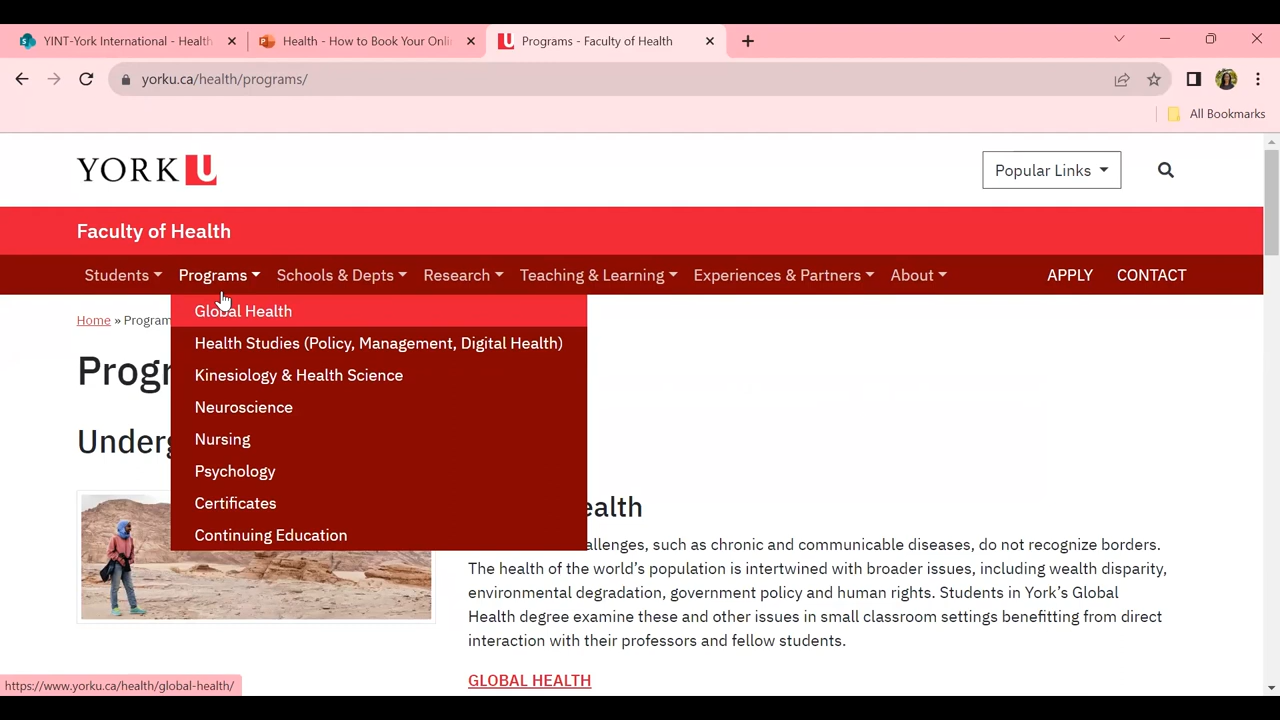 YINT-York International - Health
Health - How to Book Your Onli
Programs - Faculty of Health
yorku.ca/health/programs/
All Bookmarks
YORK U
Popular Links
Faculty of Health
Students Programs Schools & Depts Research Teaching & Learning Experiences & Partners About APPLY CONTACT
Global Health
Home » Program
Health Studies (Policy, Management, Digital Health)
Progr
Kinesiology & Health Science
Neuroscience
Underg
Nursing
Psychology
Certificates
ealth
Continuing Education
allenges, such as chronic and communicable diseases, do not recognize borders.
The health of the world's population is intertwined with broader issues, including wealth disparity,
environmental degradation, government policy and human rights. Students in York's Global
Health degree examine these and other issues in small classroom settings benefitting from direct
interaction with their professors and fellow students.
GLOBAL HEALTH
https://www.yorku.ca/health/global-health/